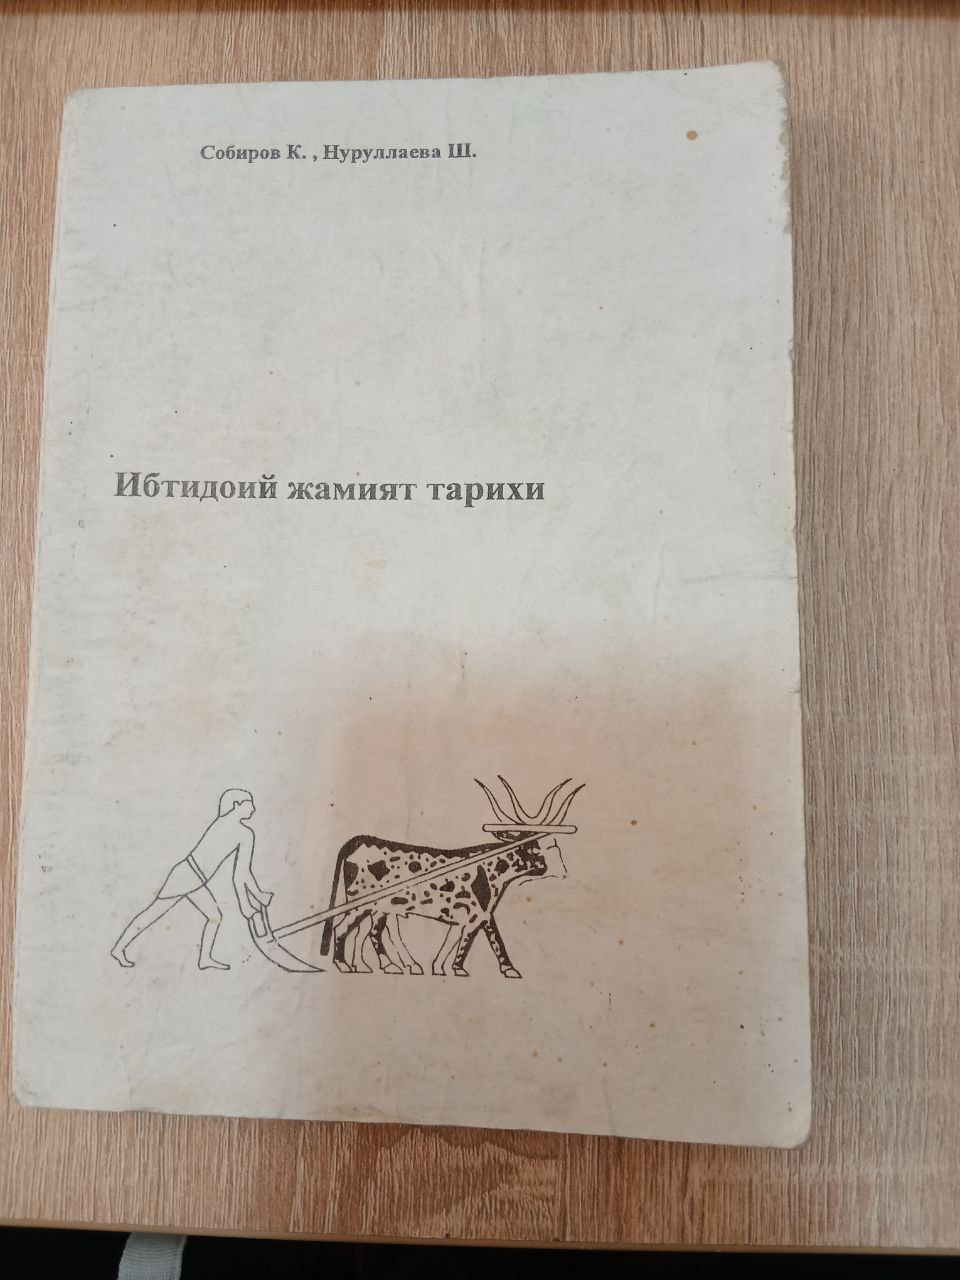 Собиров К. , Нуруллаева Ш.
Ибтидоий жамият тарихи